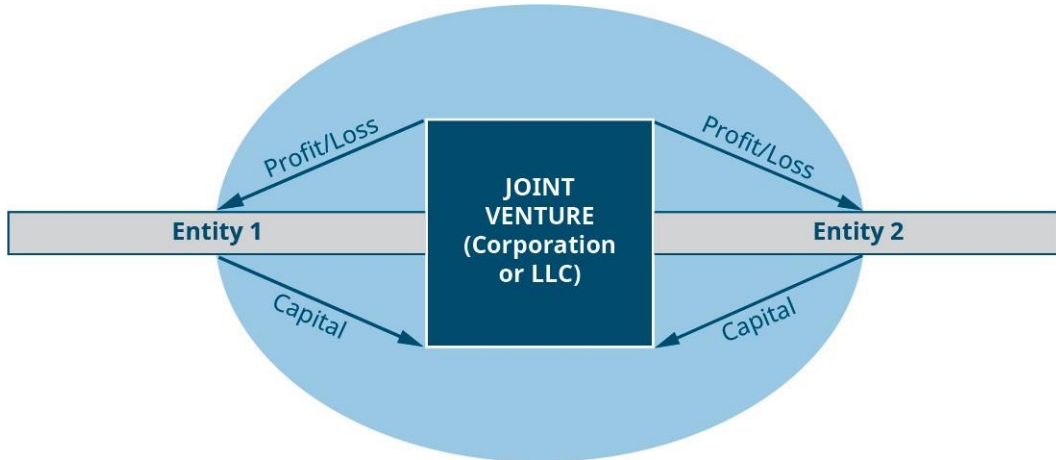 Profit/Loss
Profit/Loss
JOINT
VENTURE
(Corporation
or LLC)
Entity 1
Entity 2
Capital
Capital